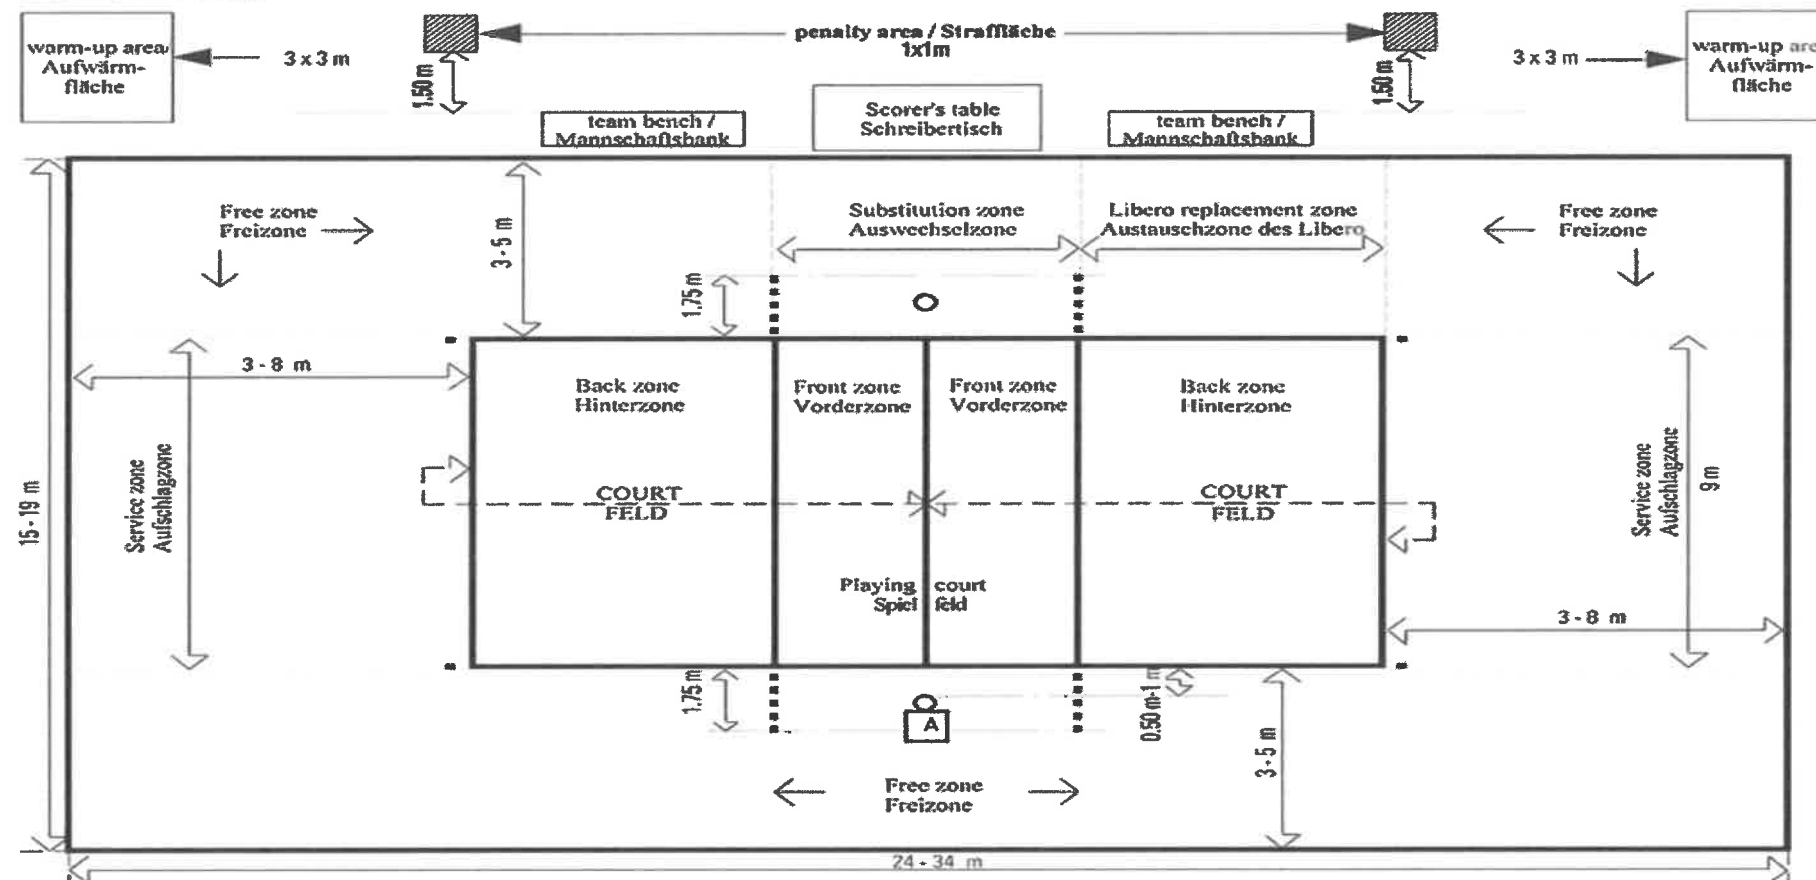 warm-up area/
Aufwärm-
fläche
3 x 3 m
1.50 m
penalty area / Straffläche
1x1m
1.50 m
3 x 3 m
warm-up area
Aufwärm-
fläche
team bench /
Mannschaftsbank
Scorer's table
Schreibertisch
team bench /
Mannschaftsbank
Free zone
Freizone
3 - 5 m
Substitution zone
Auswechselzone
Libero replacement zone
Austauschzone des Libero
Free zone
Freizone
1.75 m
3 - 8 m
Back zone
Hinterzone
Front zone
Vorderzone
Front zone
Vorderzone
Back zone
Hinterzone
15 - 19 m
Service zone
Aufschlagzone
COURT
FELD
COURT
FELD
Service zone
Aufschlagzone
9 m
Playing court
Spiel feld
3 - 8 m
1.75 m
A
0.50 m-1 m
3 - 5 m
Free zone
Freizone
24 - 34 m